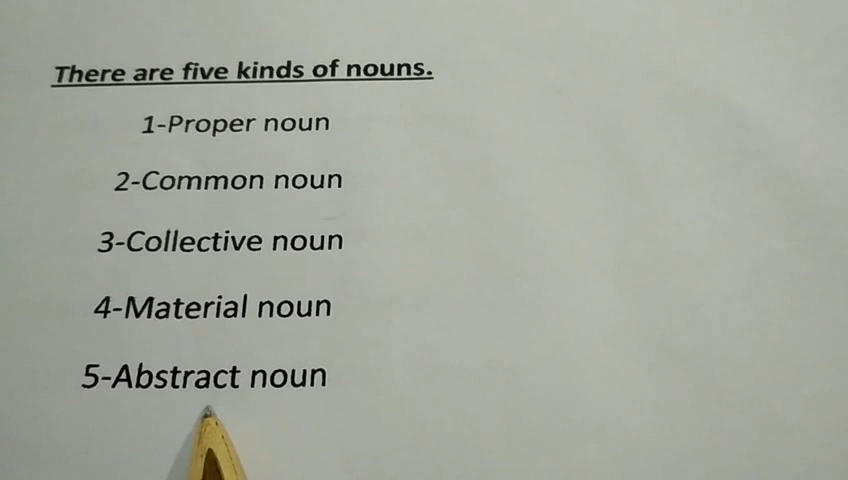 There are five kinds of nouns.
1-Proper noun
2-Common noun
3-Collective noun
4-Material noun
5-Abstract noun